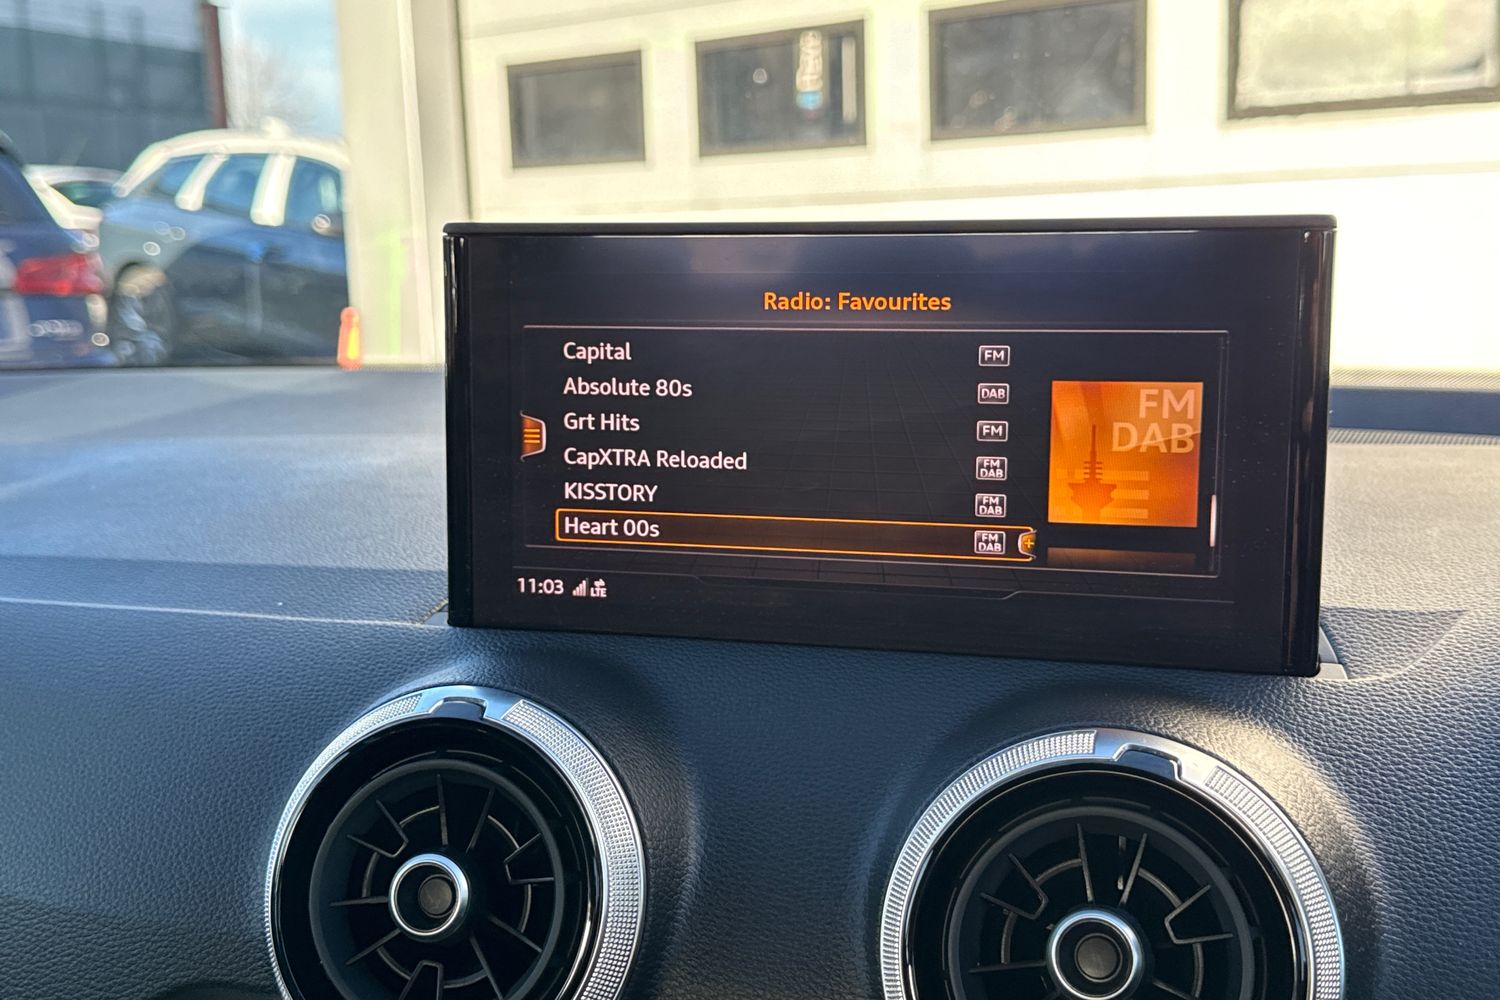 Radio: Favourites
Capital FM
Absolute 80s DAB
Grt Hits FM
CapXTRA Reloaded FM DAB
KISSTORY FM DAB
Heart 00s FM DAB
FM
DAB
11:03 LTE